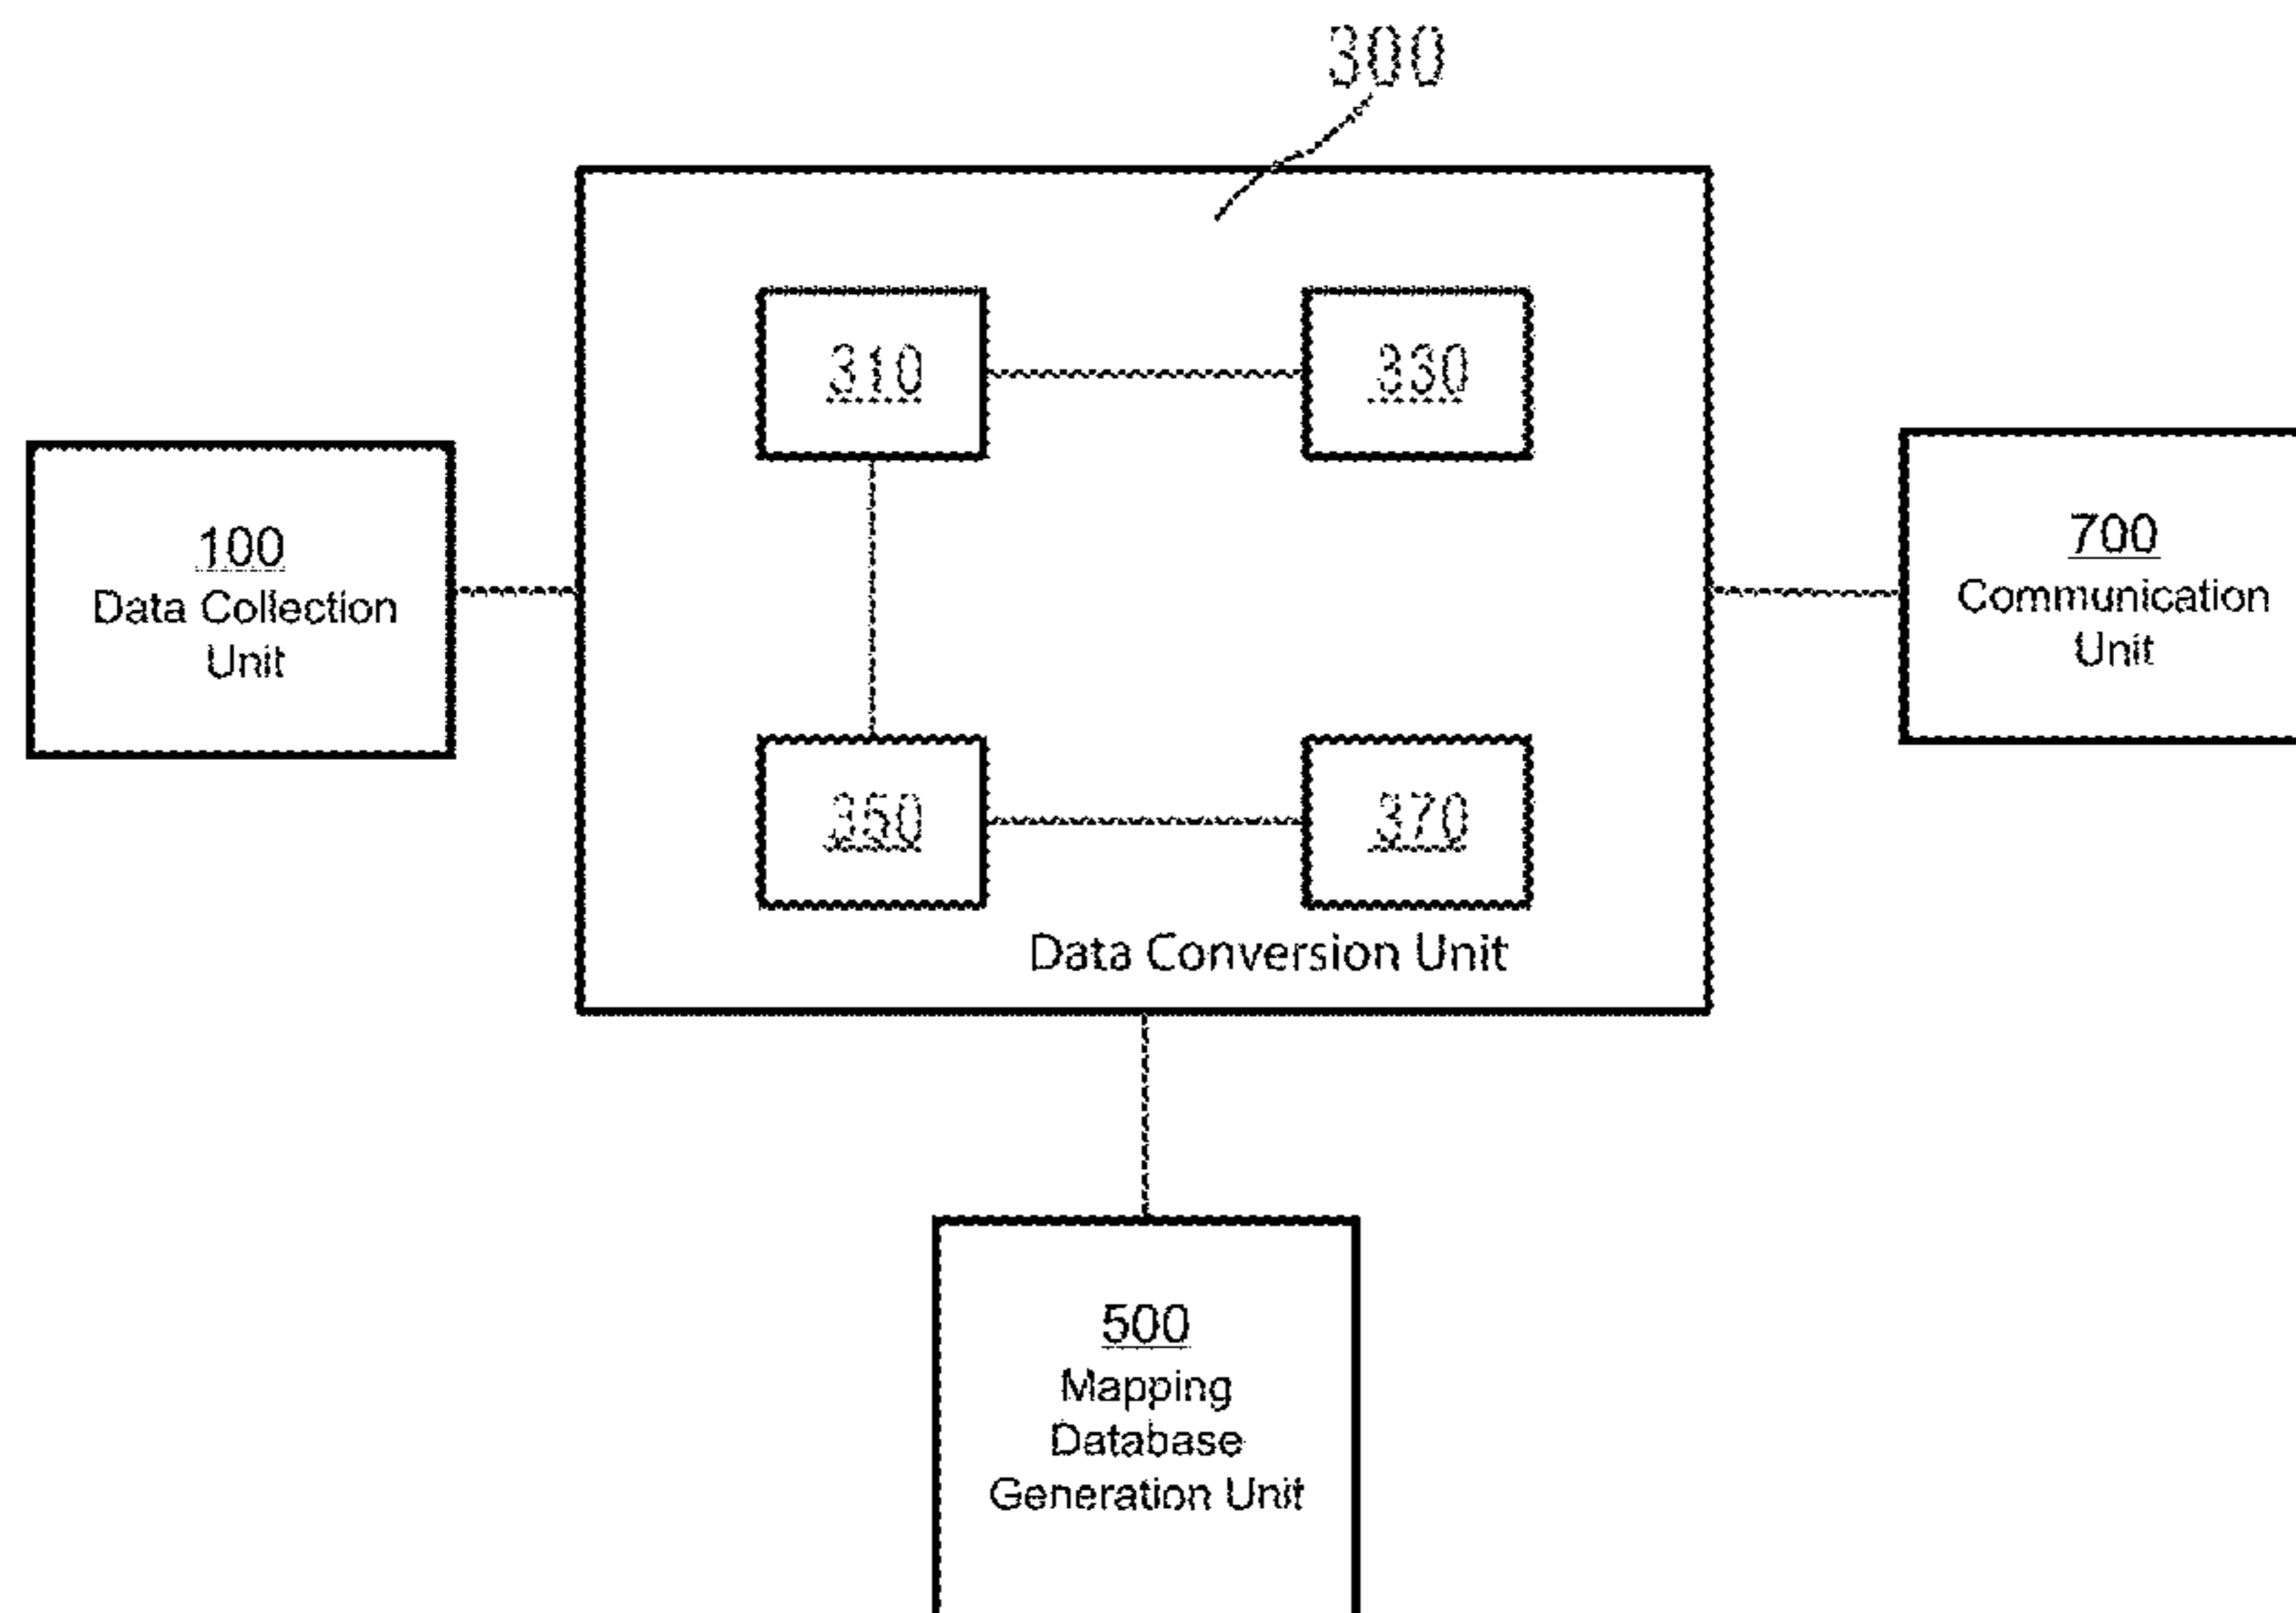 300
310
330
100
Data Collection
Unit
700
Communication
Unit
350
370
Data Conversion Unit
500
Mapping
Database
Generation Unit